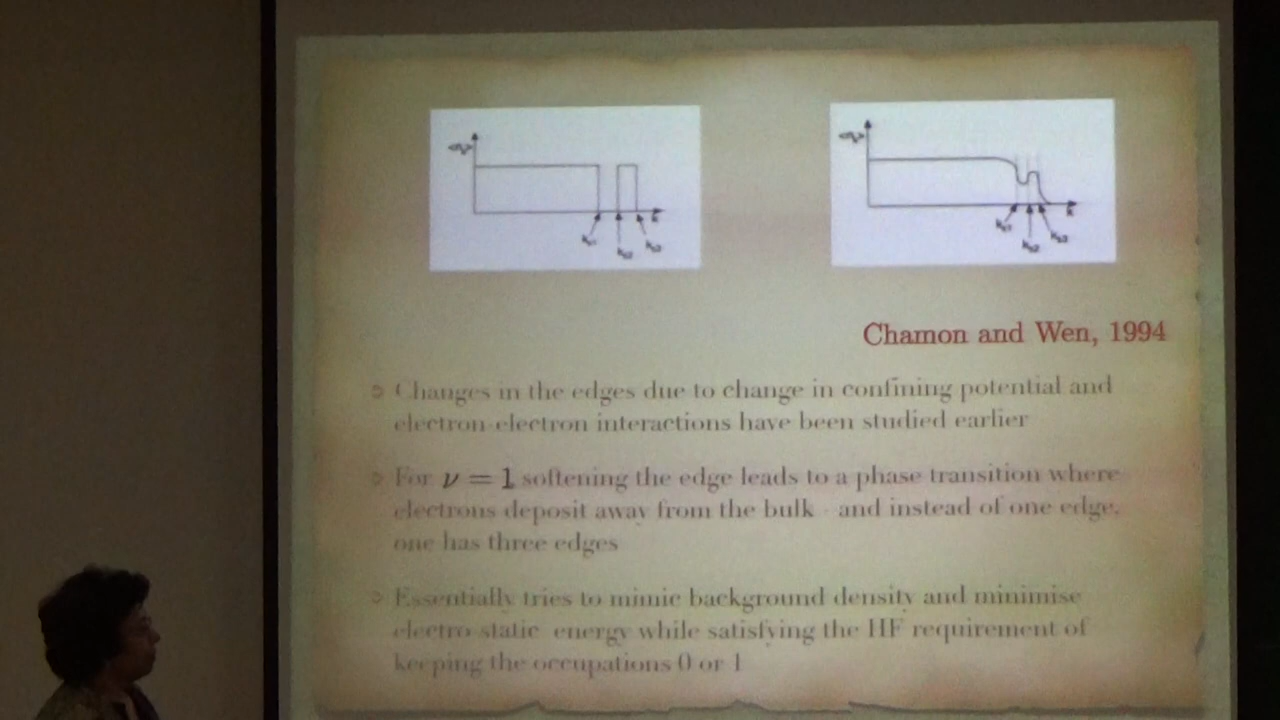 k
k
Chamon and Wen, 1994
Changes in the edges due to change in confining potential and
electron-electron interactions have been studied earlier
For ν = 1 softening the edge leads to a phase transition where
electrons deposit away from the bulk - and instead of one edge,
one has three edges
Essentially tries to mimic background density and minimise
electro static energy while satisfying the HF requirement of
keeping the occupations 0 or 1